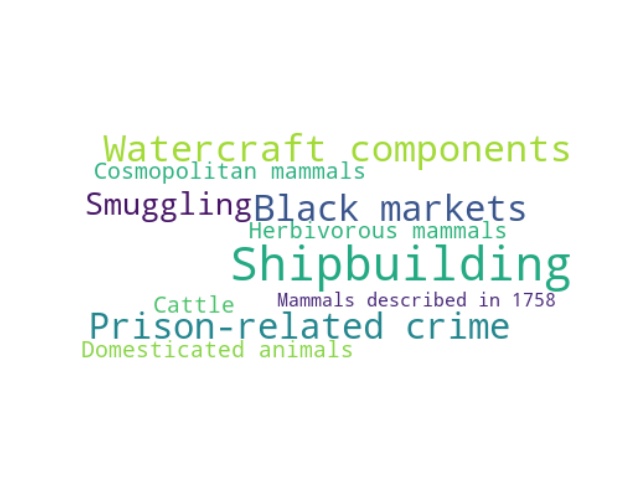 Watercraft components
Cosmopolitan mammals
Smuggling
Black markets
Herbivorous mammals
Shipbuilding
Mammals described in 1758
Cattle
Prison-related crime
Domesticated animals